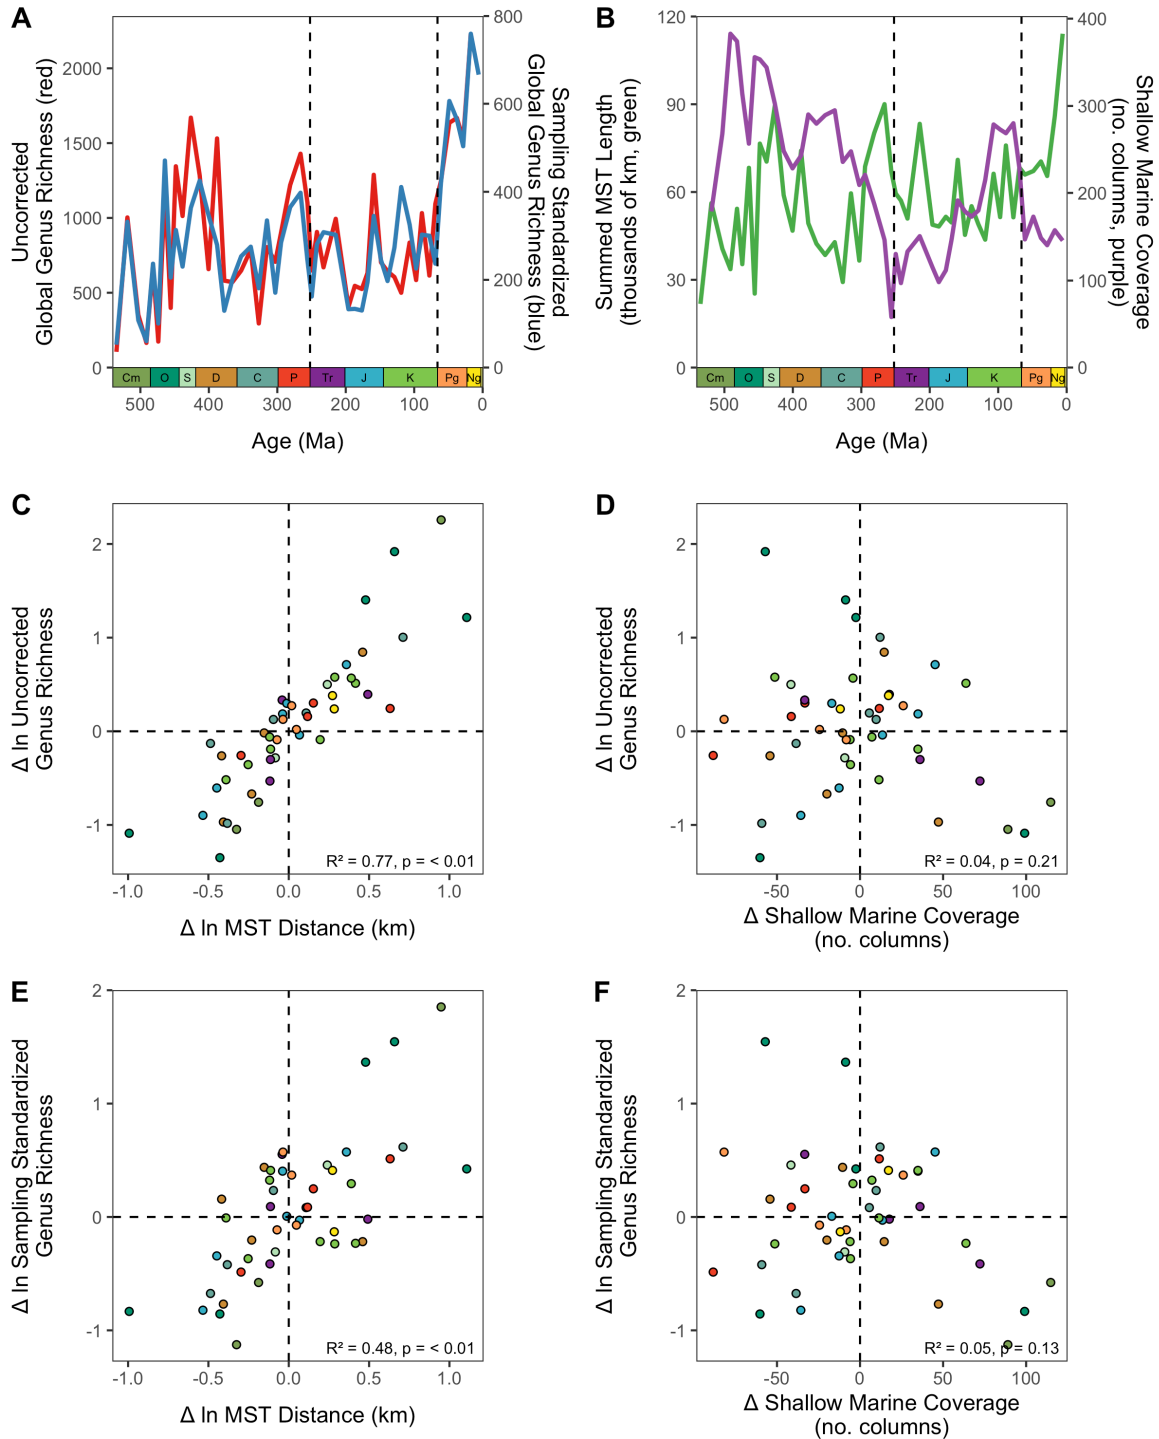 A
Uncorrected
Global Genus Richness (red)
2000
1500
1000
500
0
800
600
400
200
0
Sampling Standardized
Global Genus Richness (blue)
Cm O S D C P Tr J K Pg Ng
500 400 300 200 100 0
Age (Ma)
B
Summed MST Length
(thousands of km, green)
120
90
60
30
0
400
300
200
100
0
Shallow Marine Coverage
(no. columns, purple)
Cm O S D C P Tr J K Pg Ng
500 400 300 200 100 0
Age (Ma)
C
Δ ln Uncorrected
Genus Richness
2
1
0
-1
R² = 0.77, p = < 0.01
-1.0 -0.5 0.0 0.5 1.0
Δ ln MST Distance (km)
D
Δ ln Uncorrected
Genus Richness
2
1
0
-1
R² = 0.04, p = 0.21
-50 0 50 100
Δ Shallow Marine Coverage
(no. columns)
E
Δ ln Sampling Standardized
Genus Richness
2
1
0
-1
R² = 0.48, p = < 0.01
-1.0 -0.5 0.0 0.5 1.0
Δ ln MST Distance (km)
F
Δ ln Sampling Standardized
Genus Richness
2
1
0
-1
R² = 0.05, p = 0.13
-50 0 50 100
Δ Shallow Marine Coverage
(no. columns)